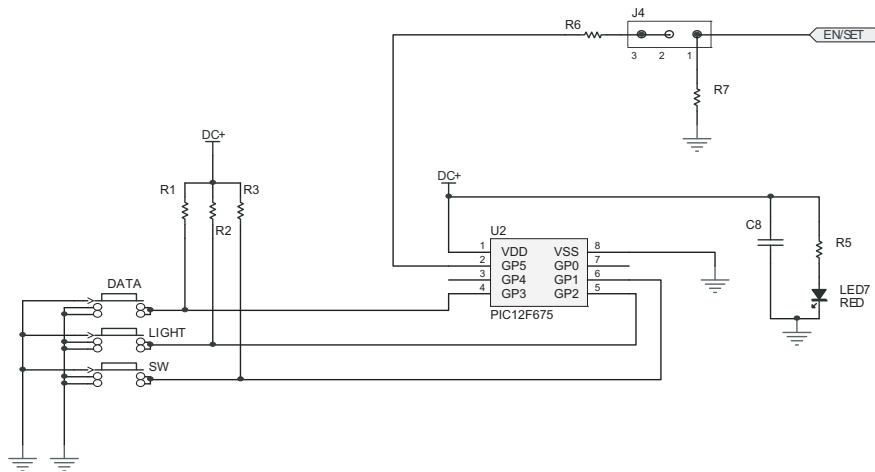 J4
R6
EN/SET
3 2 1
R7
DC+
DC+
R1
R3
R2
U2
C8
R5
1 VDD VSS 8
2 GP5 GP0 7
3 GP4 GP1 6
4 GP3 GP2 5
PIC12F675
DATA
LED7
RED
LIGHT
SW